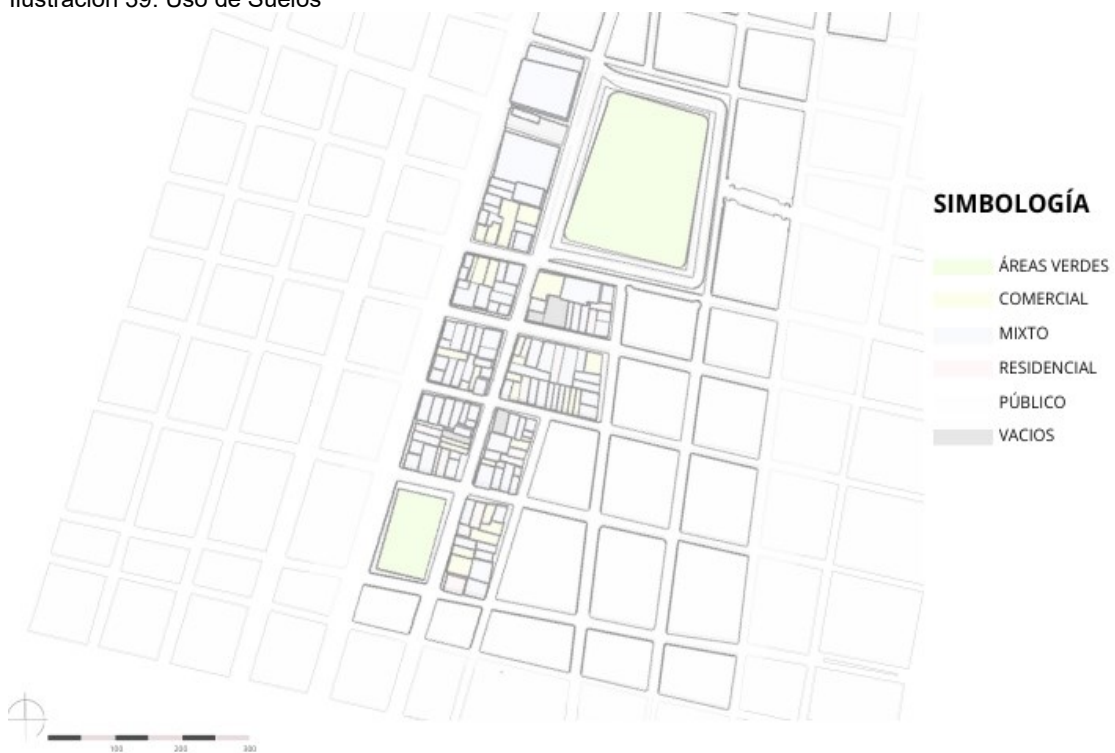 Ilustración 39: Uso de Suelos
SIMBOLOGÍA
ÁREAS VERDES
COMERCIAL
MIXTO
RESIDENCIAL
PÚBLICO
VACIOS
100 200 300